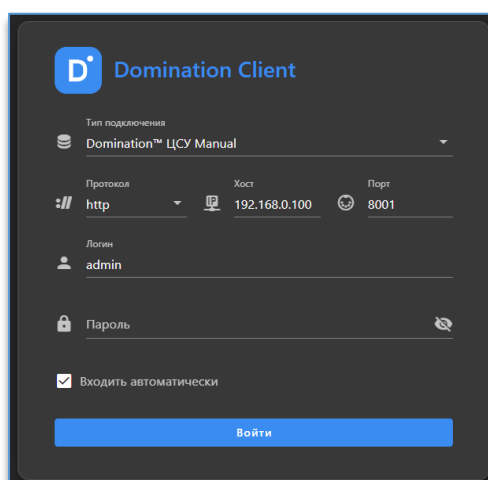 D
Domination Client
Тип подключения
Domination™ ЦСУ Manual
Протокол Хост Порт
:// http IP 192.168.0.100 8001
Логин
admin
Пароль
Входить автоматически
Войти